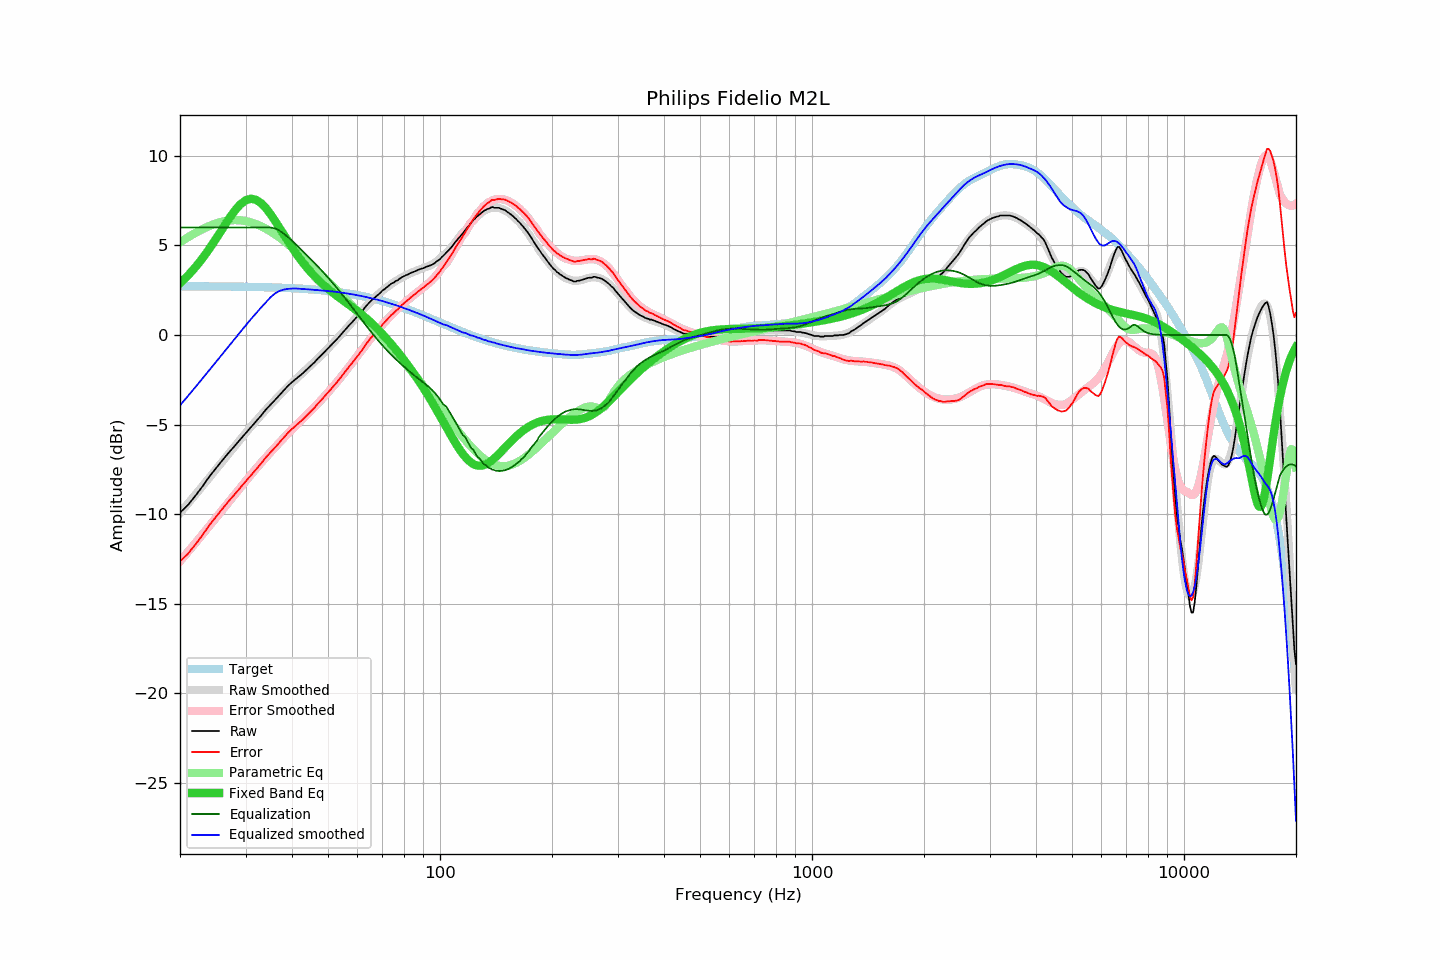 Philips Fidelio M2L
10
5
0
−5
−10
−15
−20
−25
Amplitude (dBr)
Target
Raw Smoothed
Error Smoothed
Raw
Error
Parametric Eq
Fixed Band Eq
Equalization
Equalized smoothed
100
1000
10000
Frequency (Hz)